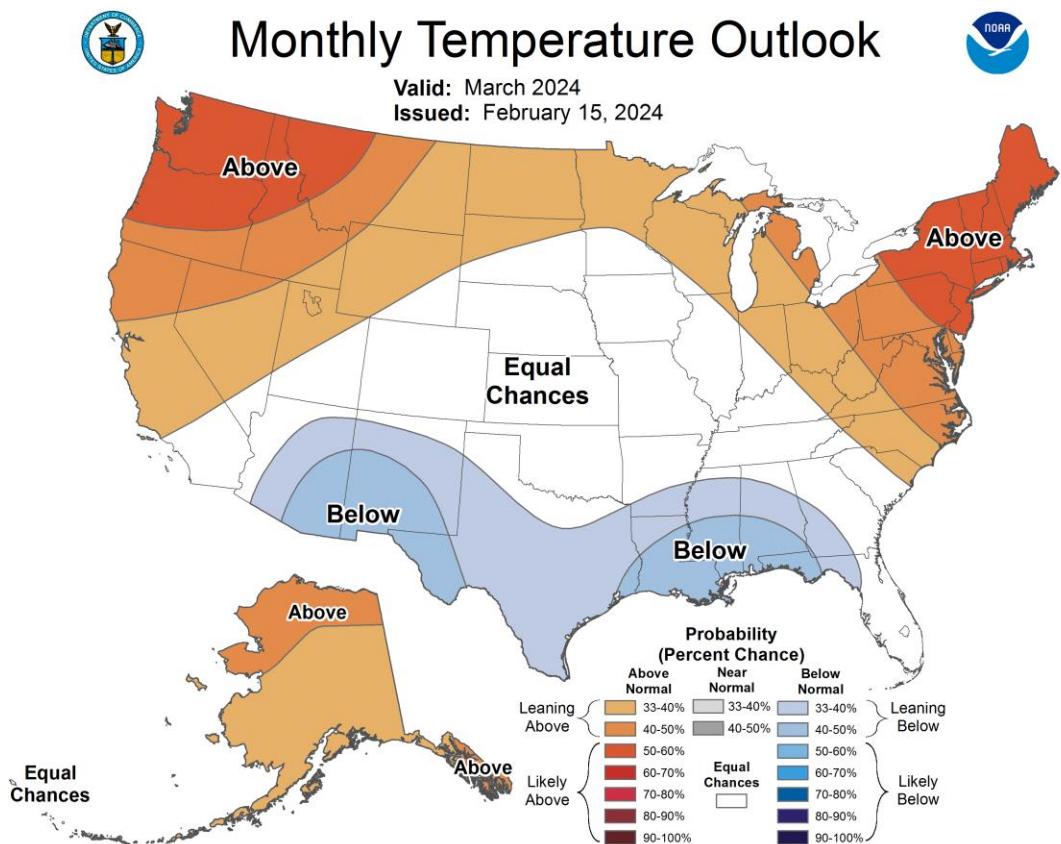 Monthly Temperature Outlook
NOAA
Valid: March 2024
Issued: February 15, 2024
Above
Above
Equal
Chances
Below
Below
Above
Above
Equal
Chances
Probability
(Percent Chance)
Above
Normal
Near
Normal
Below
Normal
Leaning
Above
33-40%
33-40%
33-40%
Leaning
Below
40-50%
40-50%
40-50%
Likely
Above
50-60%
50-60%
Likely
Below
60-70%
60-70%
70-80%
Equal
Chances
70-80%
80-90%
80-90%
90-100%
90-100%